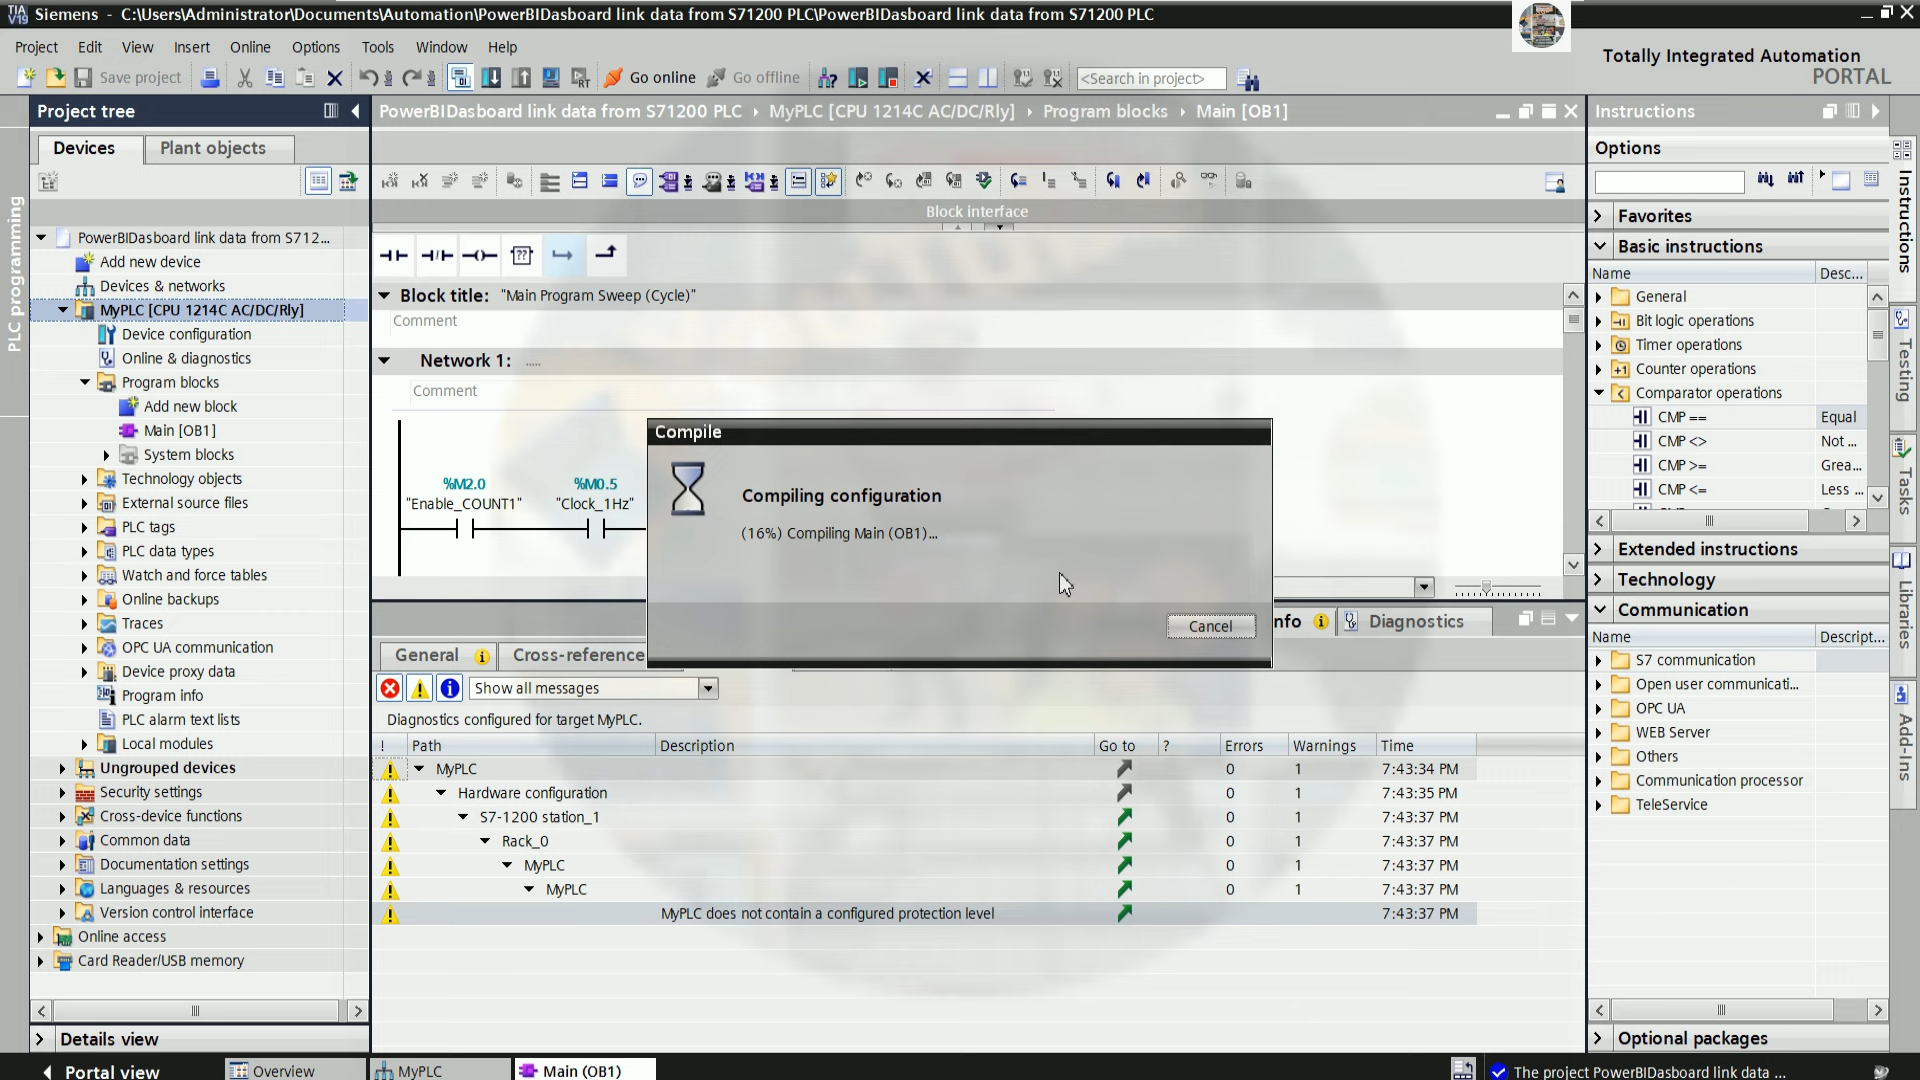 TIA
V19
Siemens - C:\Users\Administrator\Documents\Automation\PowerBIDasboard link data from S71200 PLC\PowerBIDasboard link data from S71200 PLC
Project Edit View Insert Online Options Tools Window Help
Totally Integrated Automation
PORTAL
Save project
Go online
Go offline
<Search in project>
Project tree
PowerBIDasboard link data from S71200 PLC › MyPLC [CPU 1214C AC/DC/Rly] › Program blocks › Main [OB1]
Instructions
Devices
Plant objects
PLC programming
PowerBIDasboard link data from S712...
Add new device
Devices & networks
MyPLC [CPU 1214C AC/DC/Rly]
Device configuration
Online & diagnostics
Program blocks
Add new block
Main [OB1]
System blocks
Technology objects
External source files
PLC tags
PLC data types
Watch and force tables
Online backups
Traces
OPC UA communication
Device proxy data
Program info
PLC alarm text lists
Local modules
Ungrouped devices
Security settings
Cross-device functions
Common data
Documentation settings
Languages & resources
Version control interface
Online access
Card Reader/USB memory
Details view
Block interface
??
Block title: "Main Program Sweep (Cycle)"
Comment
Network 1: .....
Comment
%M2.0
"Enable_COUNT1"
%M0.5
"Clock_1Hz"
Compile
Compiling configuration
(16%) Compiling Main (OB1)...
Cancel
nfo
Diagnostics
General
Cross-reference
Show all messages
Diagnostics configured for target MyPLC.
! Path Description Go to ? Errors Warnings Time
MyPLC 0 1 7:43:34 PM
Hardware configuration 0 1 7:43:35 PM
S7-1200 station_1 0 1 7:43:37 PM
Rack_0 0 1 7:43:37 PM
MyPLC 0 1 7:43:37 PM
MyPLC 0 1 7:43:37 PM
MyPLC does not contain a configured protection level 7:43:37 PM
Options
Favorites
Basic instructions
Name Desc...
General
Bit logic operations
Timer operations
Counter operations
Comparator operations
CMP == Equal
CMP <> Not ...
CMP >= Grea...
CMP <= Less ...
Extended instructions
Technology
Communication
Name Descript...
S7 communication
Open user communicati...
OPC UA
WEB Server
Others
Communication processor
TeleService
Optional packages
Instructions
Testing
Tasks
Libraries
Add-Ins
Portal view
Overview
MyPLC
Main (OB1)
The project PowerBIDasboard link data ...